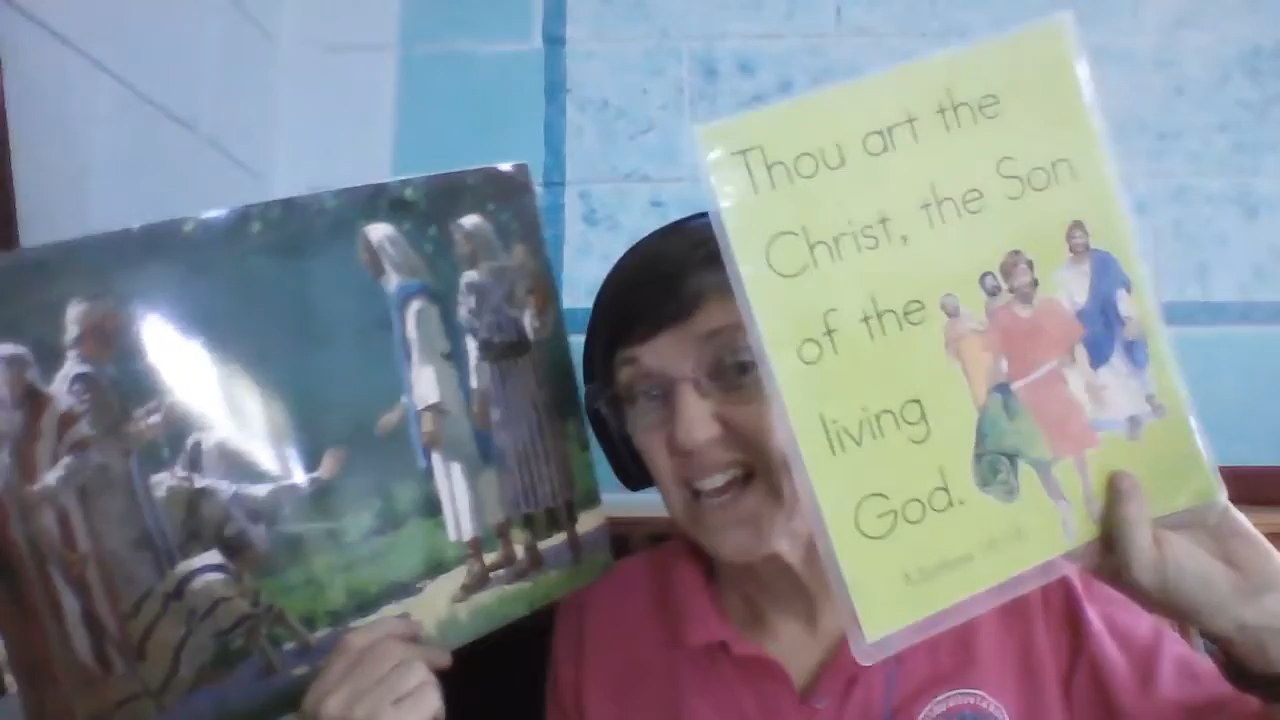 Thou art the
Christ, the Son
of the
living
God.